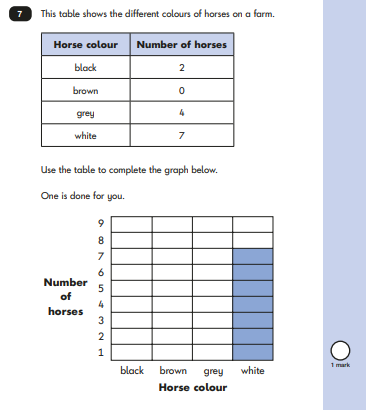 7 This table shows the different colours of horses on a farm.
Horse colour Number of horses
black 2
brown 0
grey 4
white 7
Use the table to complete the graph below.
One is done for you.
9
8
7
6
5
4
3
2
1
Number
of
horses
black brown grey white
Horse colour
1 mark